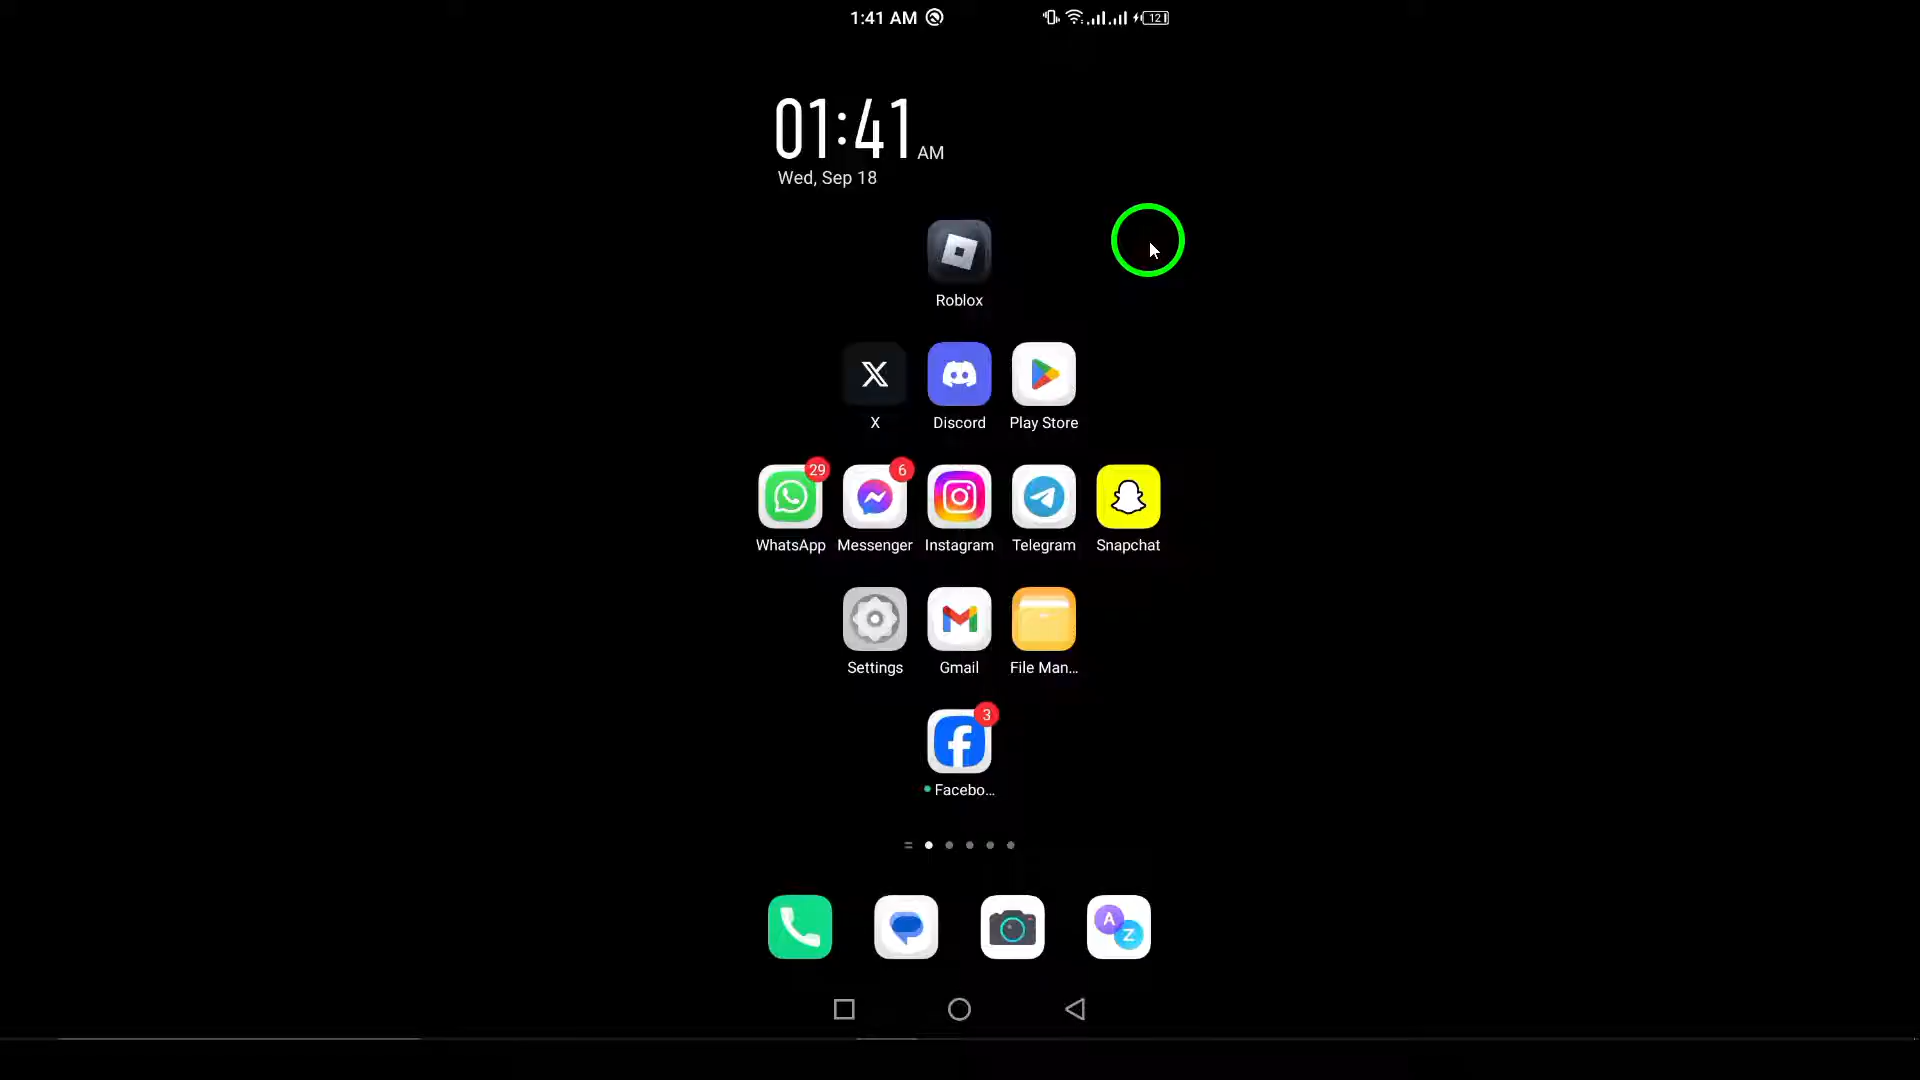 1:41 AM
12
01:41 AM
Wed, Sep 18
Roblox
X
Discord
Play Store
29
6
WhatsApp
Messenger
Instagram
Telegram
Snapchat
Settings
Gmail
File Man...
3
Facebo...
A
Z